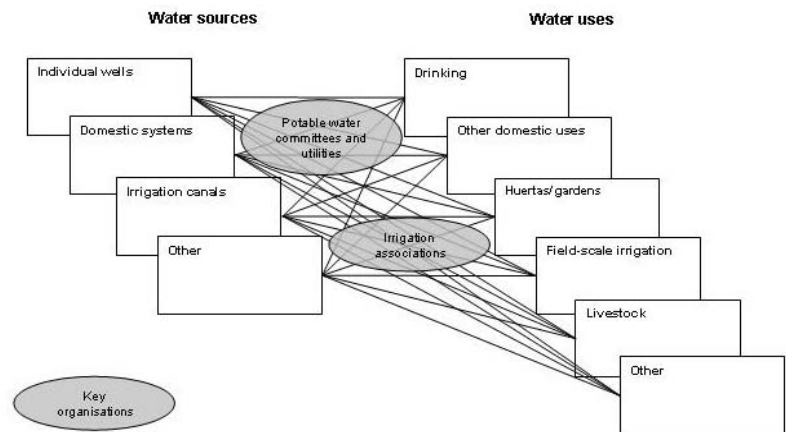 Water sources
Water uses
Individual wells
Domestic systems
Irrigation canals
Other
Potable water
committees and
utilities
Irrigation
associations
Drinking
Other domestic uses
Huertas/gardens
Field-scale irrigation
Livestock
Other
Key
organisations